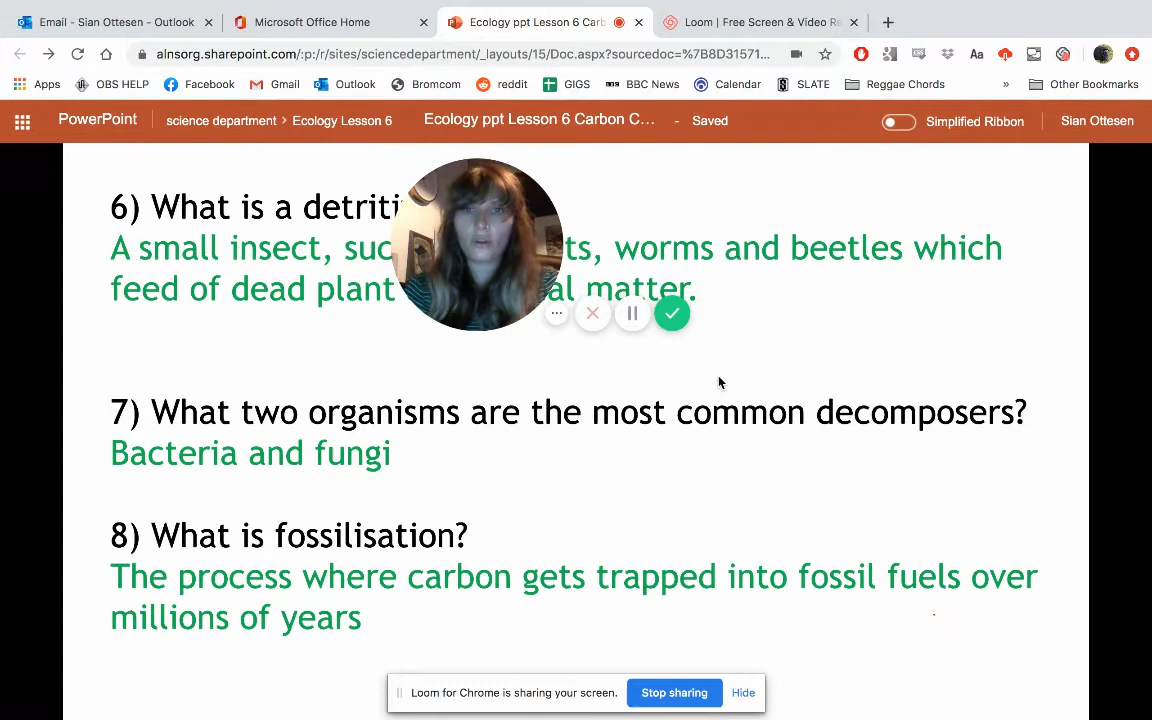 Email - Sian Ottesen - Outlook
Microsoft Office Home
Ecology ppt Lesson 6 Carb
Loom | Free Screen & Video Re
alnsorg.sharepoint.com/:p:/r/sites/sciencedepartment/_layouts/15/Doc.aspx?sourcedoc=%7B8D31571...
Apps
OBS HELP
Facebook
Gmail
Outlook
Bromcom
reddit
GIGS
BBC News
Calendar
SLATE
Reggae Chords
»
Other Bookmarks
PowerPoint
science department › Ecology Lesson 6
Ecology ppt Lesson 6 Carbon C... - Saved
Simplified Ribbon
Sian Ottesen
6) What is a detriti
A small insect, suc ts, worms and beetles which
feed of dead plant al matter.
7) What two organisms are the most common decomposers?
Bacteria and fungi
8) What is fossilisation?
The process where carbon gets trapped into fossil fuels over
millions of years
Loom for Chrome is sharing your screen.
Stop sharing
Hide